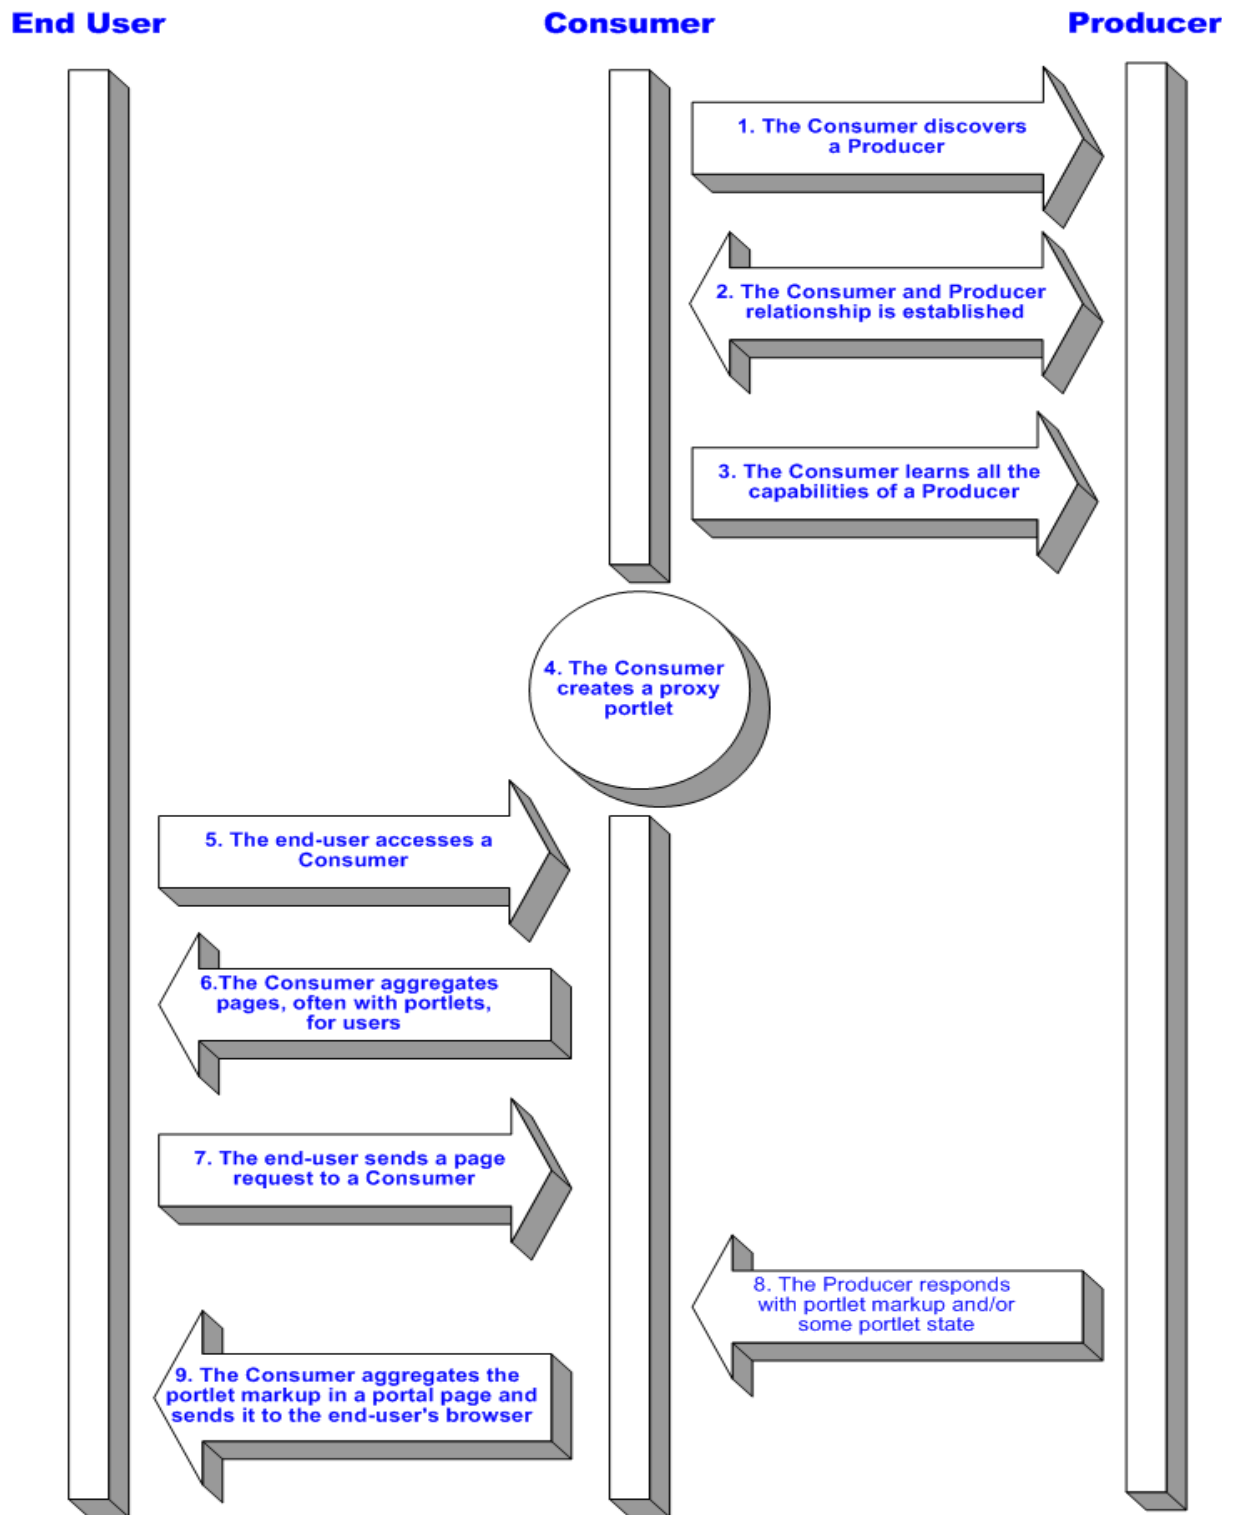 End User
Consumer
Producer
1. The Consumer discovers
a Producer
2. The Consumer and Producer
relationship is established
3. The Consumer learns all the
capabilities of a Producer
4. The Consumer
creates a proxy
portlet
5. The end-user accesses a
Consumer
6.The Consumer aggregates
pages, often with portlets,
for users
7. The end-user sends a page
request to a Consumer
8. The Producer responds
with portlet markup and/or
some portlet state
9. The Consumer aggregates the
portlet markup in a portal page and
sends it to the end-user's browser